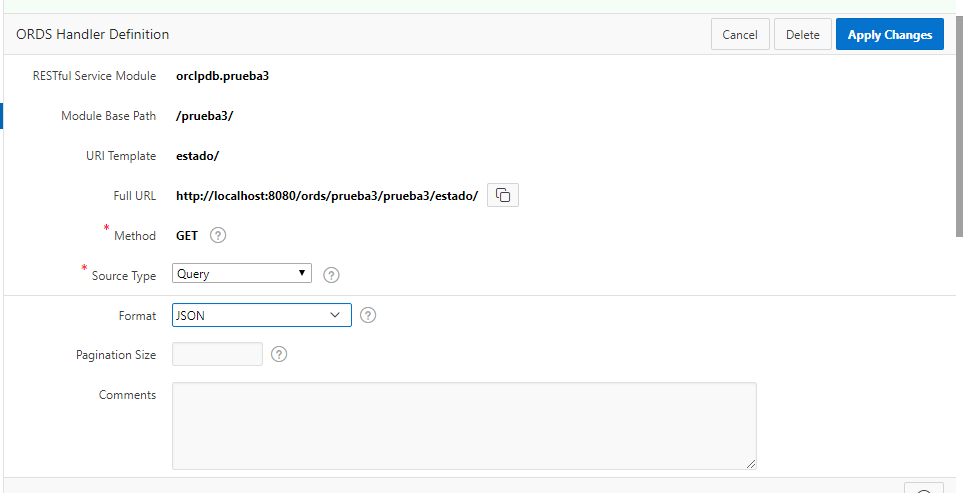 ORDS Handler Definition
Cancel
Delete
Apply Changes
RESTful Service Module orclpdb.prueba3
Module Base Path /prueba3/
URI Template estado/
Full URL http://localhost:8080/ords/prueba3/prueba3/estado/
* Method GET ?
* Source Type Query ?
Format JSON ?
Pagination Size ?
Comments